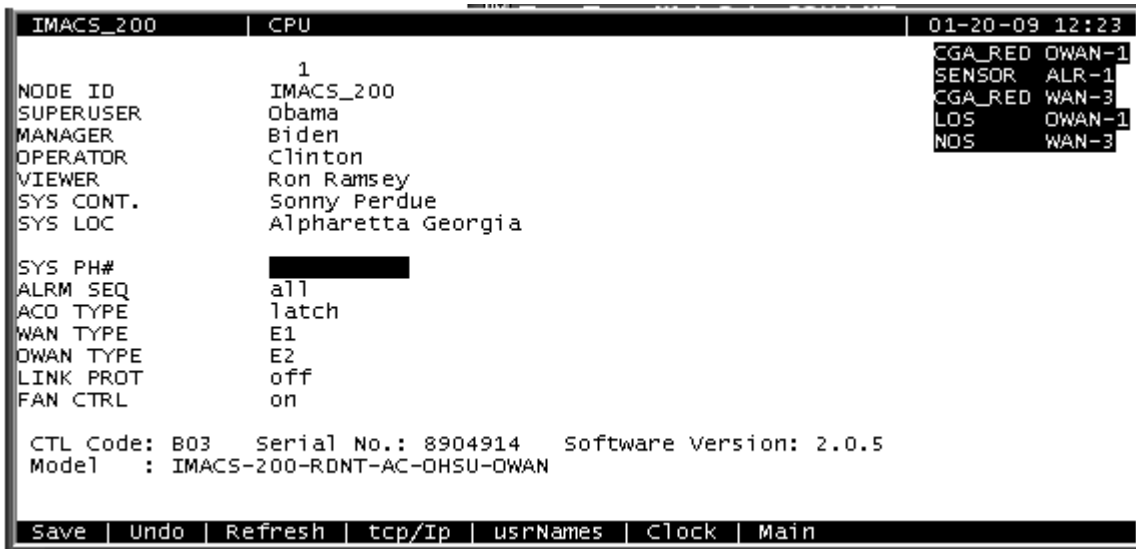 IMACS_200 | CPU | 01-20-09 12:23
CGA_RED OWAN-1
1 SENSOR ALR-1
NODE ID IMACS_200 CGA_RED WAN-3
SUPERUSER Obama LOS OWAN-1
MANAGER Biden NOS WAN-3
OPERATOR Clinton
VIEWER Ron Ramsey
SYS CONT. Sonny Perdue
SYS LOC Alpharetta Georgia
SYS PH#
ALRM SEQ all
ACO TYPE latch
WAN TYPE E1
OWAN TYPE E2
LINK PROT off
FAN CTRL on
CTL Code: B03 Serial No.: 8904914 Software Version: 2.0.5
Model : IMACS-200-RDNT-AC-OHSU-OWAN
Save | Undo | Refresh | tcp/Ip | usrNames | Clock | Main